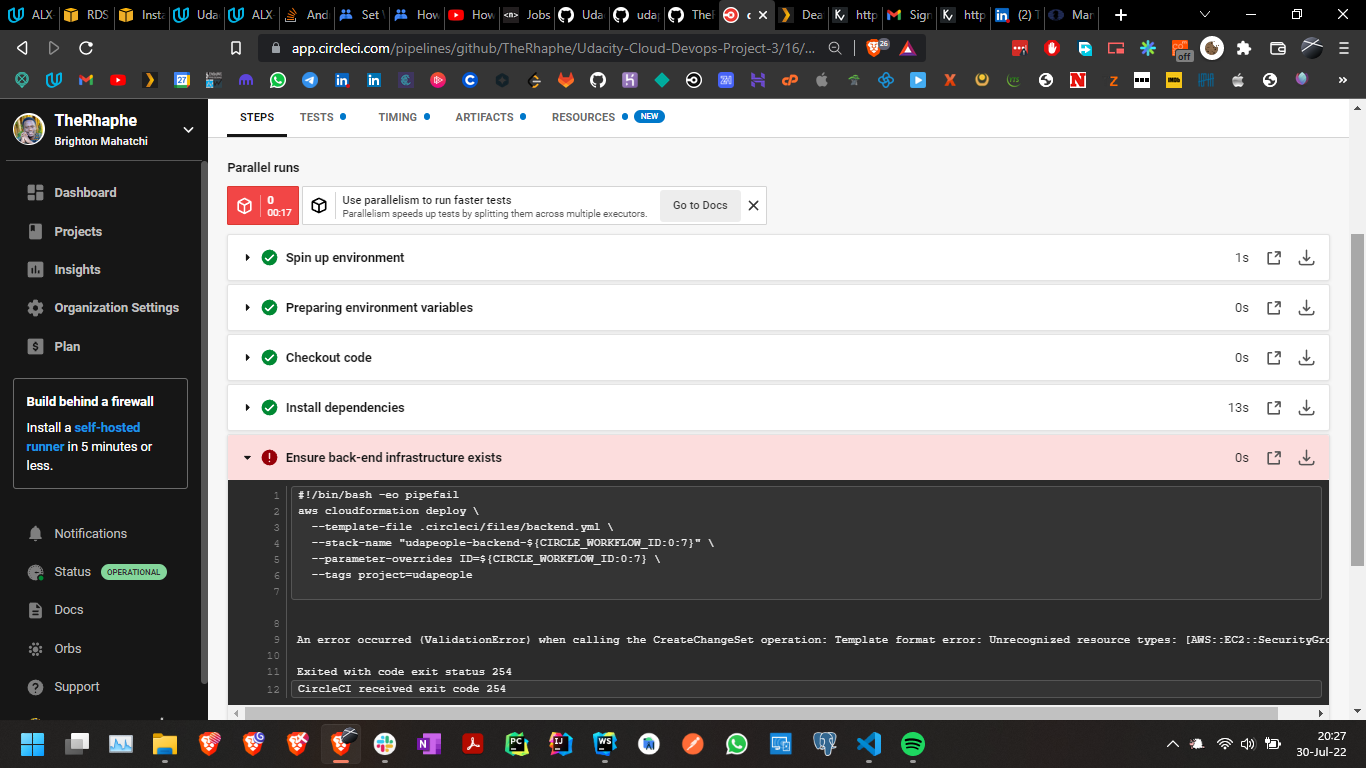 ALX-
RDS
Insta
Uda
ALX-
And
Set \
How
How
Jobs
Uda
udap
Thel
c
Dea
http
Sign
http
(2) T
Mar
app.circleci.com/pipelines/github/TheRhaphe/Udacity-Cloud-Devops-Project-3/16/...
26
off
TheRhaphe
Brighton Mahatchi
Dashboard
Projects
Insights
Organization Settings
Plan
Build behind a firewall
Install a self-hosted
runner in 5 minutes or
less.
Notifications
Status OPERATIONAL
Docs
Orbs
Support
STEPS TESTS TIMING ARTIFACTS RESOURCES NEW
Parallel runs
0
00:17
Use parallelism to run faster tests
Parallelism speeds up tests by splitting them across multiple executors.
Go to Docs
Spin up environment 1s
Preparing environment variables 0s
Checkout code 0s
Install dependencies 13s
Ensure back-end infrastructure exists 0s
1 #!/bin/bash -eo pipefail
2 aws cloudformation deploy \
3 --template-file .circleci/files/backend.yml \
4 --stack-name "udapeople-backend-${CIRCLE_WORKFLOW_ID:0:7}" \
5 --parameter-overrides ID=${CIRCLE_WORKFLOW_ID:0:7} \
6 --tags project=udapeople
7
8
9 An error occurred (ValidationError) when calling the CreateChangeSet operation: Template format error: Unrecognized resource types: [AWS::EC2::SecurityGro
10
11 Exited with code exit status 254
12 CircleCI received exit code 254
20:27
30-Jul-22